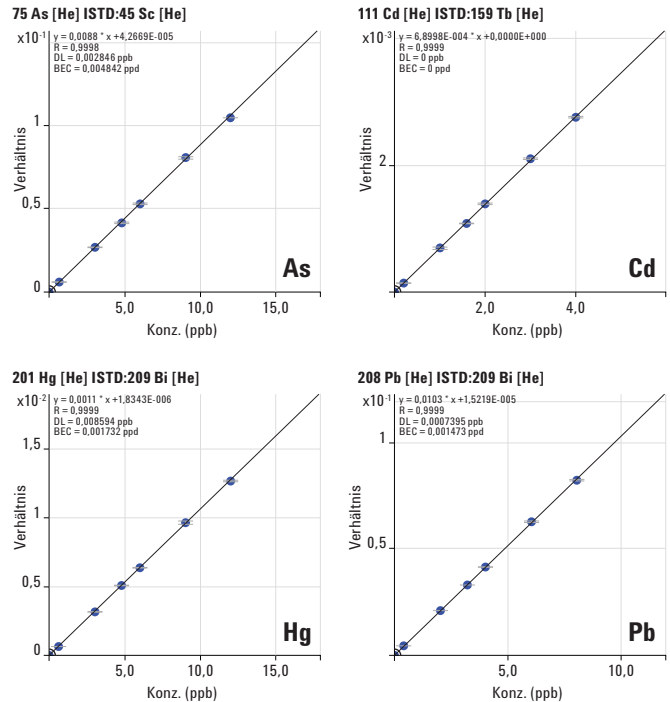 75 As [He] ISTD:45 Sc [He]
x10⁻¹
y = 0,0088 * x +4,2669E-005
R = 0,9998
DL = 0,002846 ppb
BEC = 0,004842 ppd
Verhältnis
1
0,5
0
5,0 10,0 15,0
Konz. (ppb)
As
111 Cd [He] ISTD:159 Tb [He]
x10⁻³
y = 6,8998E-004 * x +0,0000E+000
R = 0,9999
DL = 0 ppb
BEC = 0 ppd
Verhältnis
2
2,0 4,0
Konz. (ppb)
Cd
201 Hg [He] ISTD:209 Bi [He]
x10⁻²
y = 0,0011 * x +1,8343E-006
R = 0,9999
DL = 0,008594 ppb
BEC = 0,001732 ppd
Verhältnis
1,5
1
0,5
0
5,0 10,0 15,0
Konz. (ppb)
Hg
208 Pb [He] ISTD:209 Bi [He]
x10⁻¹
y = 0,0103 * x +1,5219E-005
R = 0,9999
DL = 0,0007395 ppb
BEC = 0,001473 ppd
Verhältnis
1
0,5
0
5,0 10,0
Konz. (ppb)
Pb